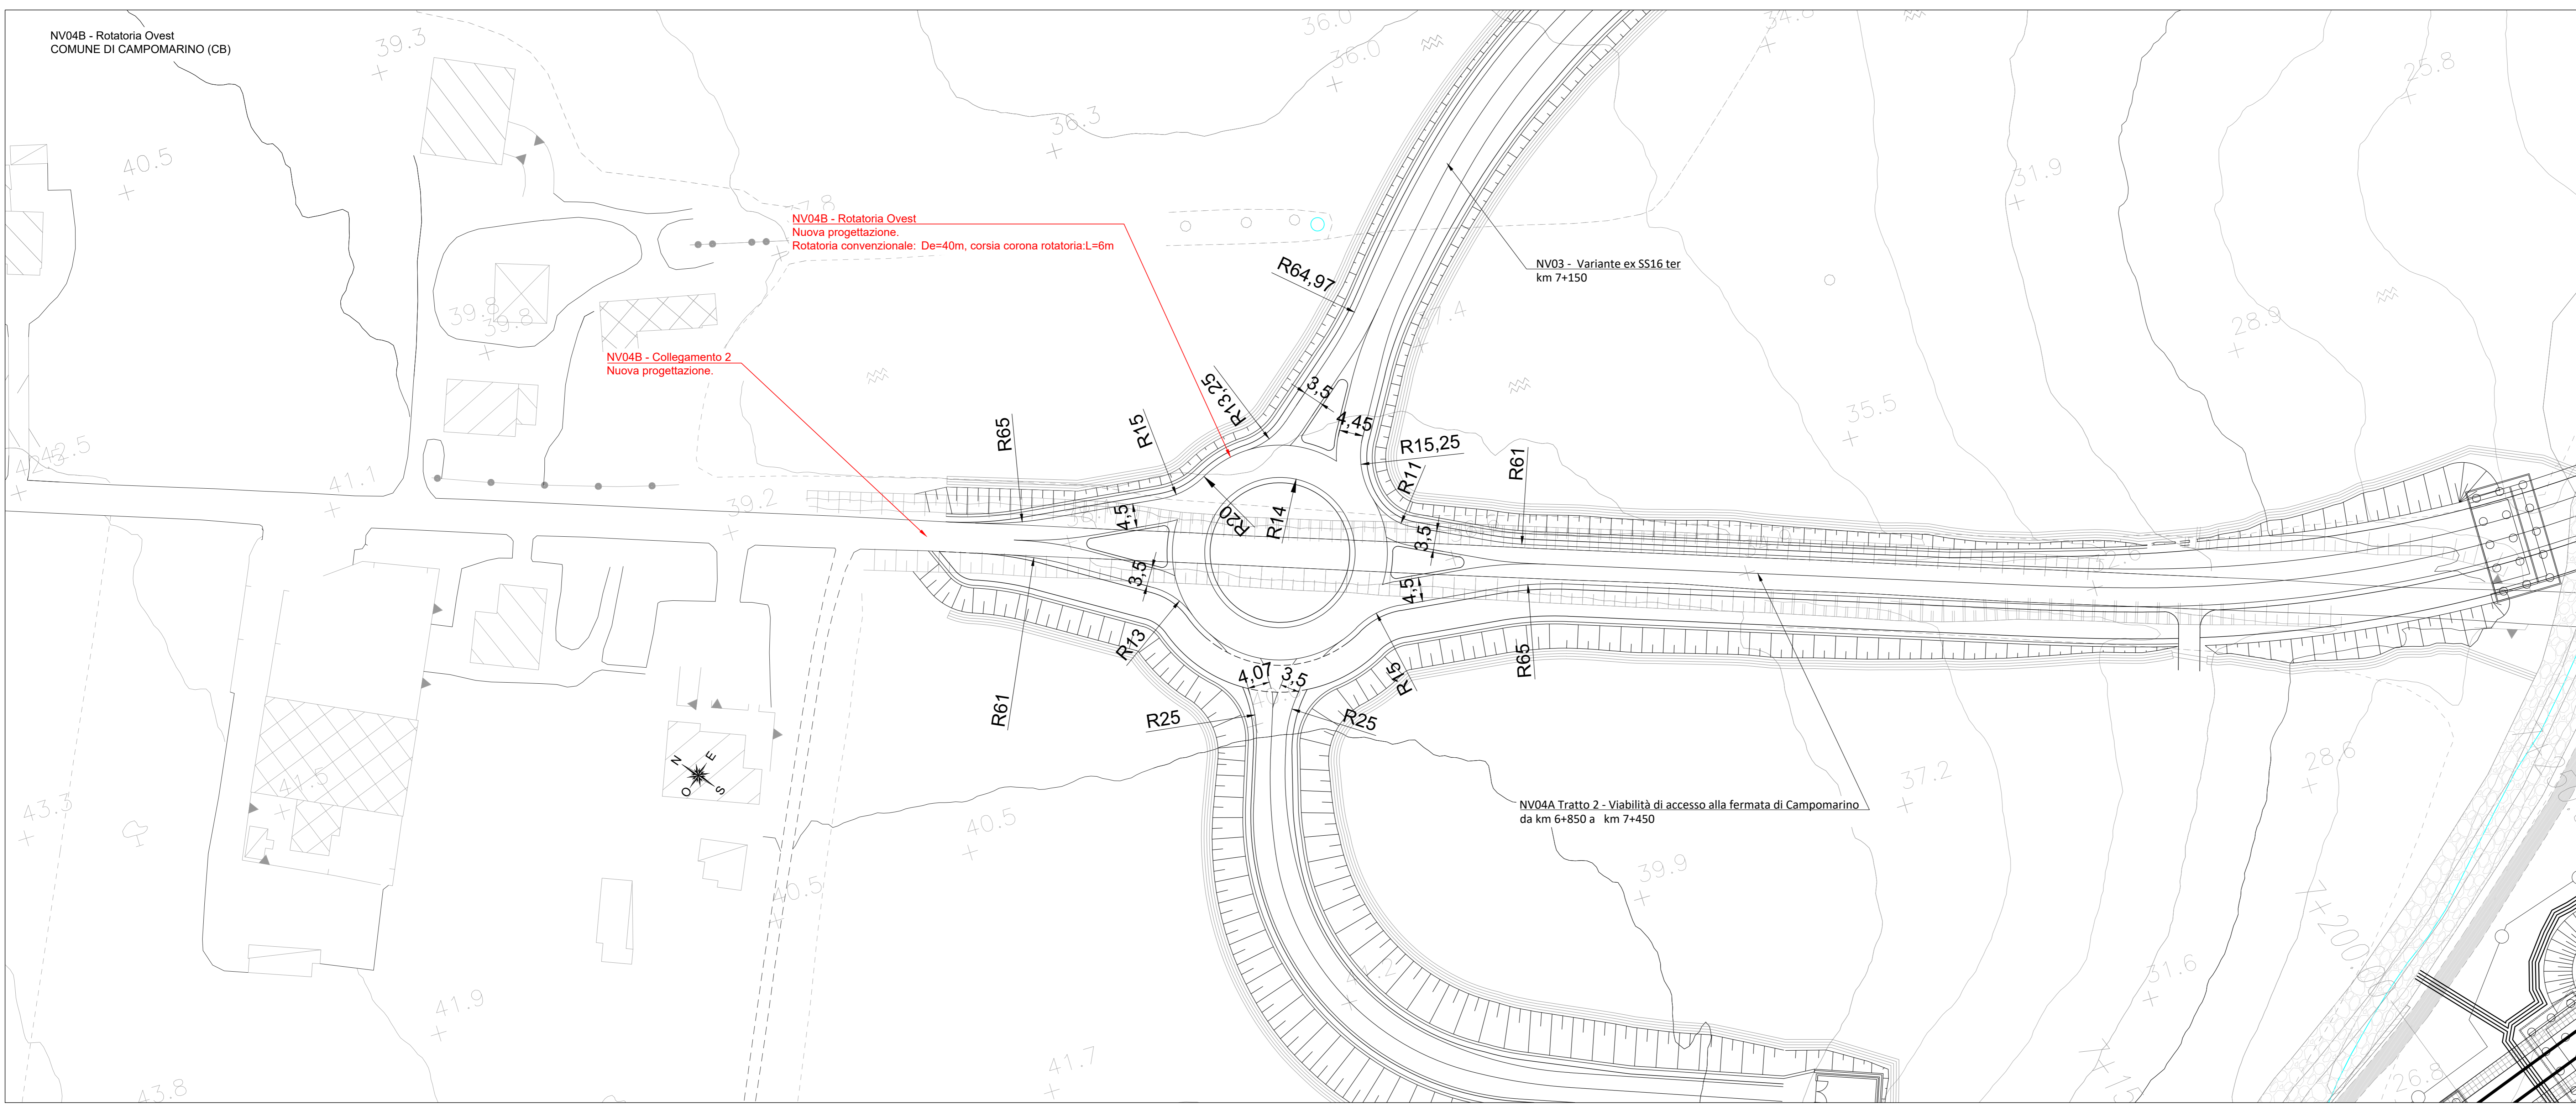 NV04B - Rotatoria Ovest
COMUNE DI CAMPOMARINO (CB)
39.3
36.0
36.0
34.8
25.8
40.5
36.3
31.9
NV04B - Rotatoria Ovest
Nuova progettazione.
Rotatoria convenzionale: De=40m, corsia corona rotatoria:L=6m
R64,97
NV03 - Variante ex SS16 ter
km 7+150
39.8
39.8
28.9
NV04B - Collegamento 2
Nuova progettazione.
R13,25
3,5
4,45
R65
R15
R15,25
35.5
R11
R61
42.5
41.1
39.2
4,5
R20
R14
3,5
3,5
4,5
R13
R15
R65
R61
4,07
3,5
R25
R25
N
E
O
S
41.5
43.3
40.5
37.2
28.6
NV04A Tratto 2 - Viabilità di accesso alla fermata di Campomarino
da km 6+850 a km 7+450
40.5
39.9
31.6
41.9
41.7
43.8
26.8